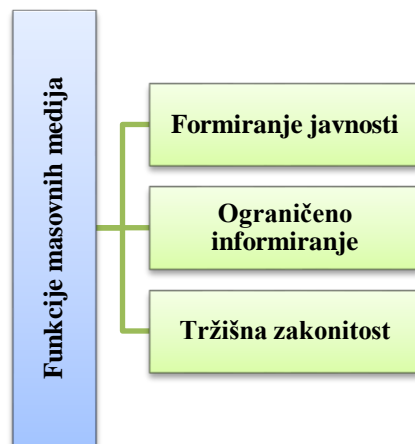 Funkcije masovnih medija
Formiranje javnosti
Ograničeno
informiranje
Tržišna zakonitost